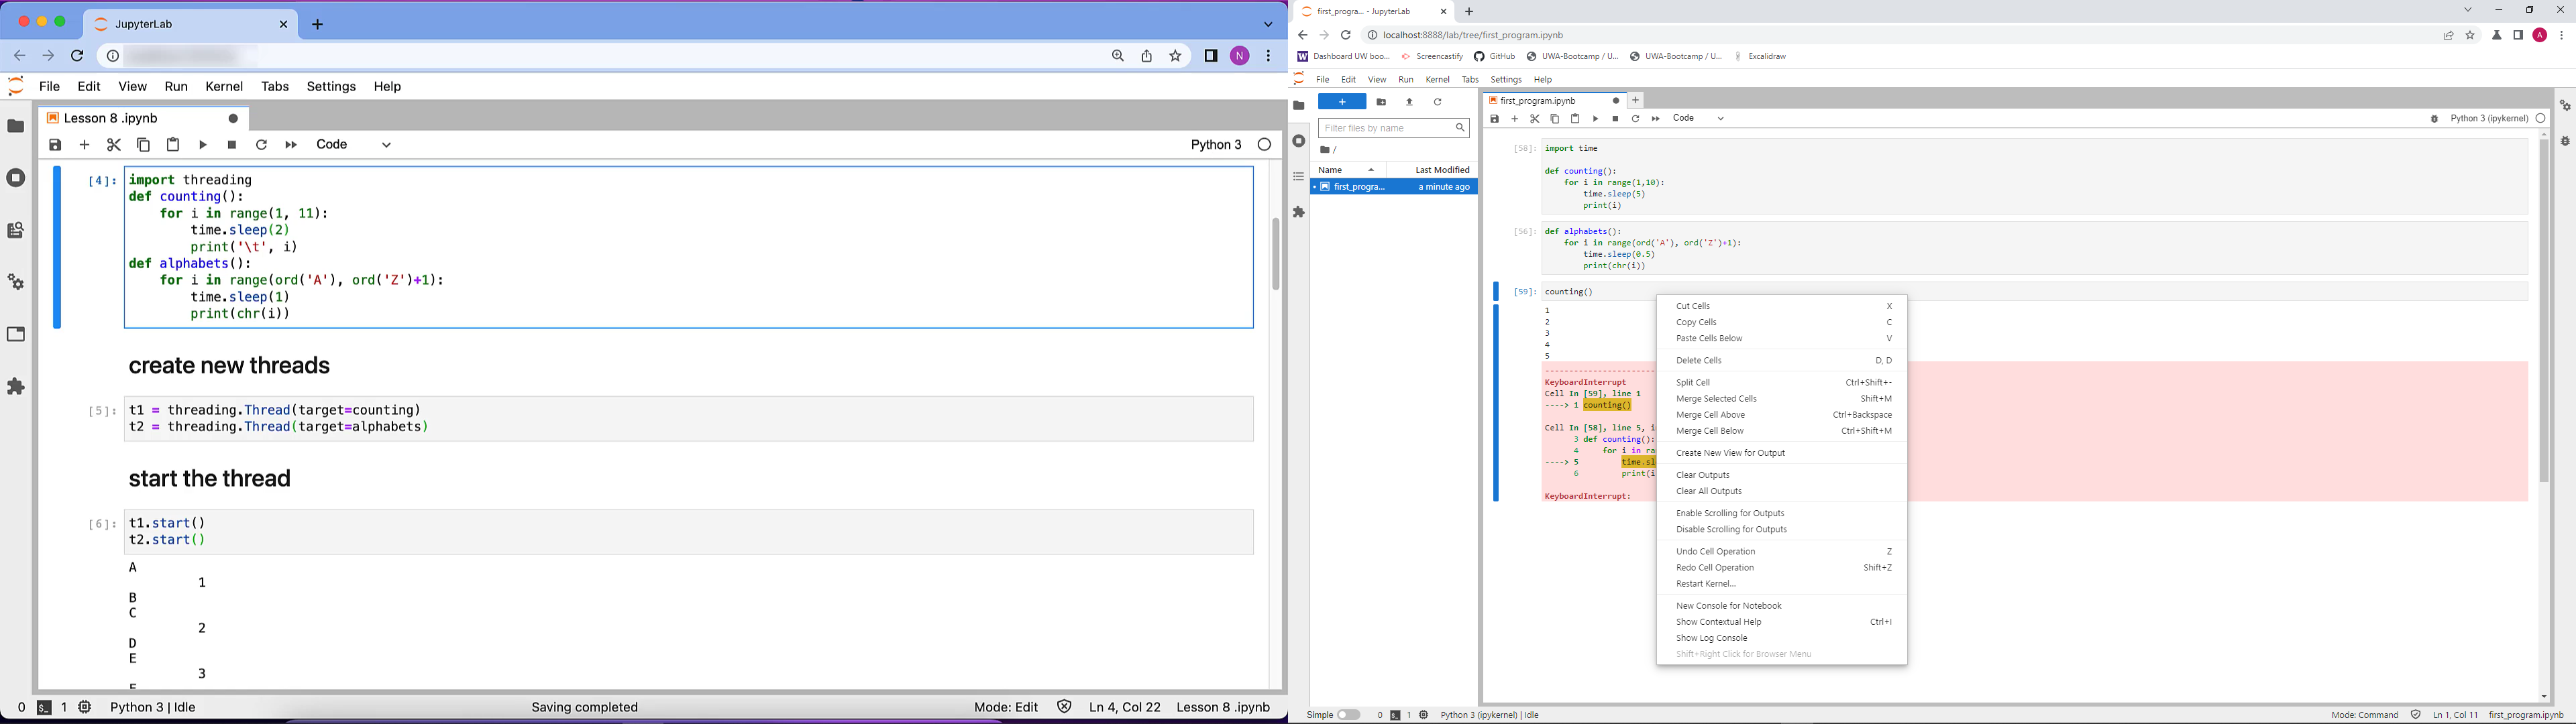 JupyterLab
File Edit View Run Kernel Tabs Settings Help
Lesson 8 .ipynb
Code
Python 3
[4]:
import threading
def counting():
    for i in range(1, 11):
        time.sleep(2)
        print('\t', i)
def alphabets():
    for i in range(ord('A'), ord('Z')+1):
        time.sleep(1)
        print(chr(i))
create new threads
[5]:
t1 = threading.Thread(target=counting)
t2 = threading.Thread(target=alphabets)
start the thread
[6]:
t1.start()
t2.start()
A
1
B
C
2
D
E
3
0 1 Python 3 | Idle Saving completed Mode: Edit Ln 4, Col 22 Lesson 8 .ipynb
first_progra... - JupyterLab
localhost:8888/lab/tree/first_program.ipynb
Dashboard UW boo... Screencastify GitHub UWA-Bootcamp / U... UWA-Bootcamp / U... Excalidraw
File Edit View Run Kernel Tabs Settings Help
Filter files by name
/
Name Last Modified
first_progra... a minute ago
first_program.ipynb
Code
Python 3 (ipykernel)
[58]:
import time
def counting():
    for i in range(1,10):
        time.sleep(5)
        print(i)
[56]:
def alphabets():
    for i in range(ord('A'), ord('Z')+1):
        time.sleep(0.5)
        print(chr(i))
[59]:
counting()
1
2
3
4
5
---------------------
KeyboardInterrupt
Cell In [59], line 1
----> 1 counting()
Cell In [58], line 5, i
3 def counting():
4     for i in ra
----> 5         time.sl
6         print(i
KeyboardInterrupt:
Cut Cells X
Copy Cells C
Paste Cells Below V
Delete Cells D, D
Split Cell Ctrl+Shift+-
Merge Selected Cells Shift+M
Merge Cell Above Ctrl+Backspace
Merge Cell Below Ctrl+Shift+M
Create New View for Output
Clear Outputs
Clear All Outputs
Enable Scrolling for Outputs
Disable Scrolling for Outputs
Undo Cell Operation Z
Redo Cell Operation Shift+Z
Restart Kernel...
New Console for Notebook
Show Contextual Help Ctrl+I
Show Log Console
Shift+Right Click for Browser Menu
Simple 0 1 Python 3 (ipykernel) | Idle Mode: Command Ln 1, Col 11 first_program.ipynb